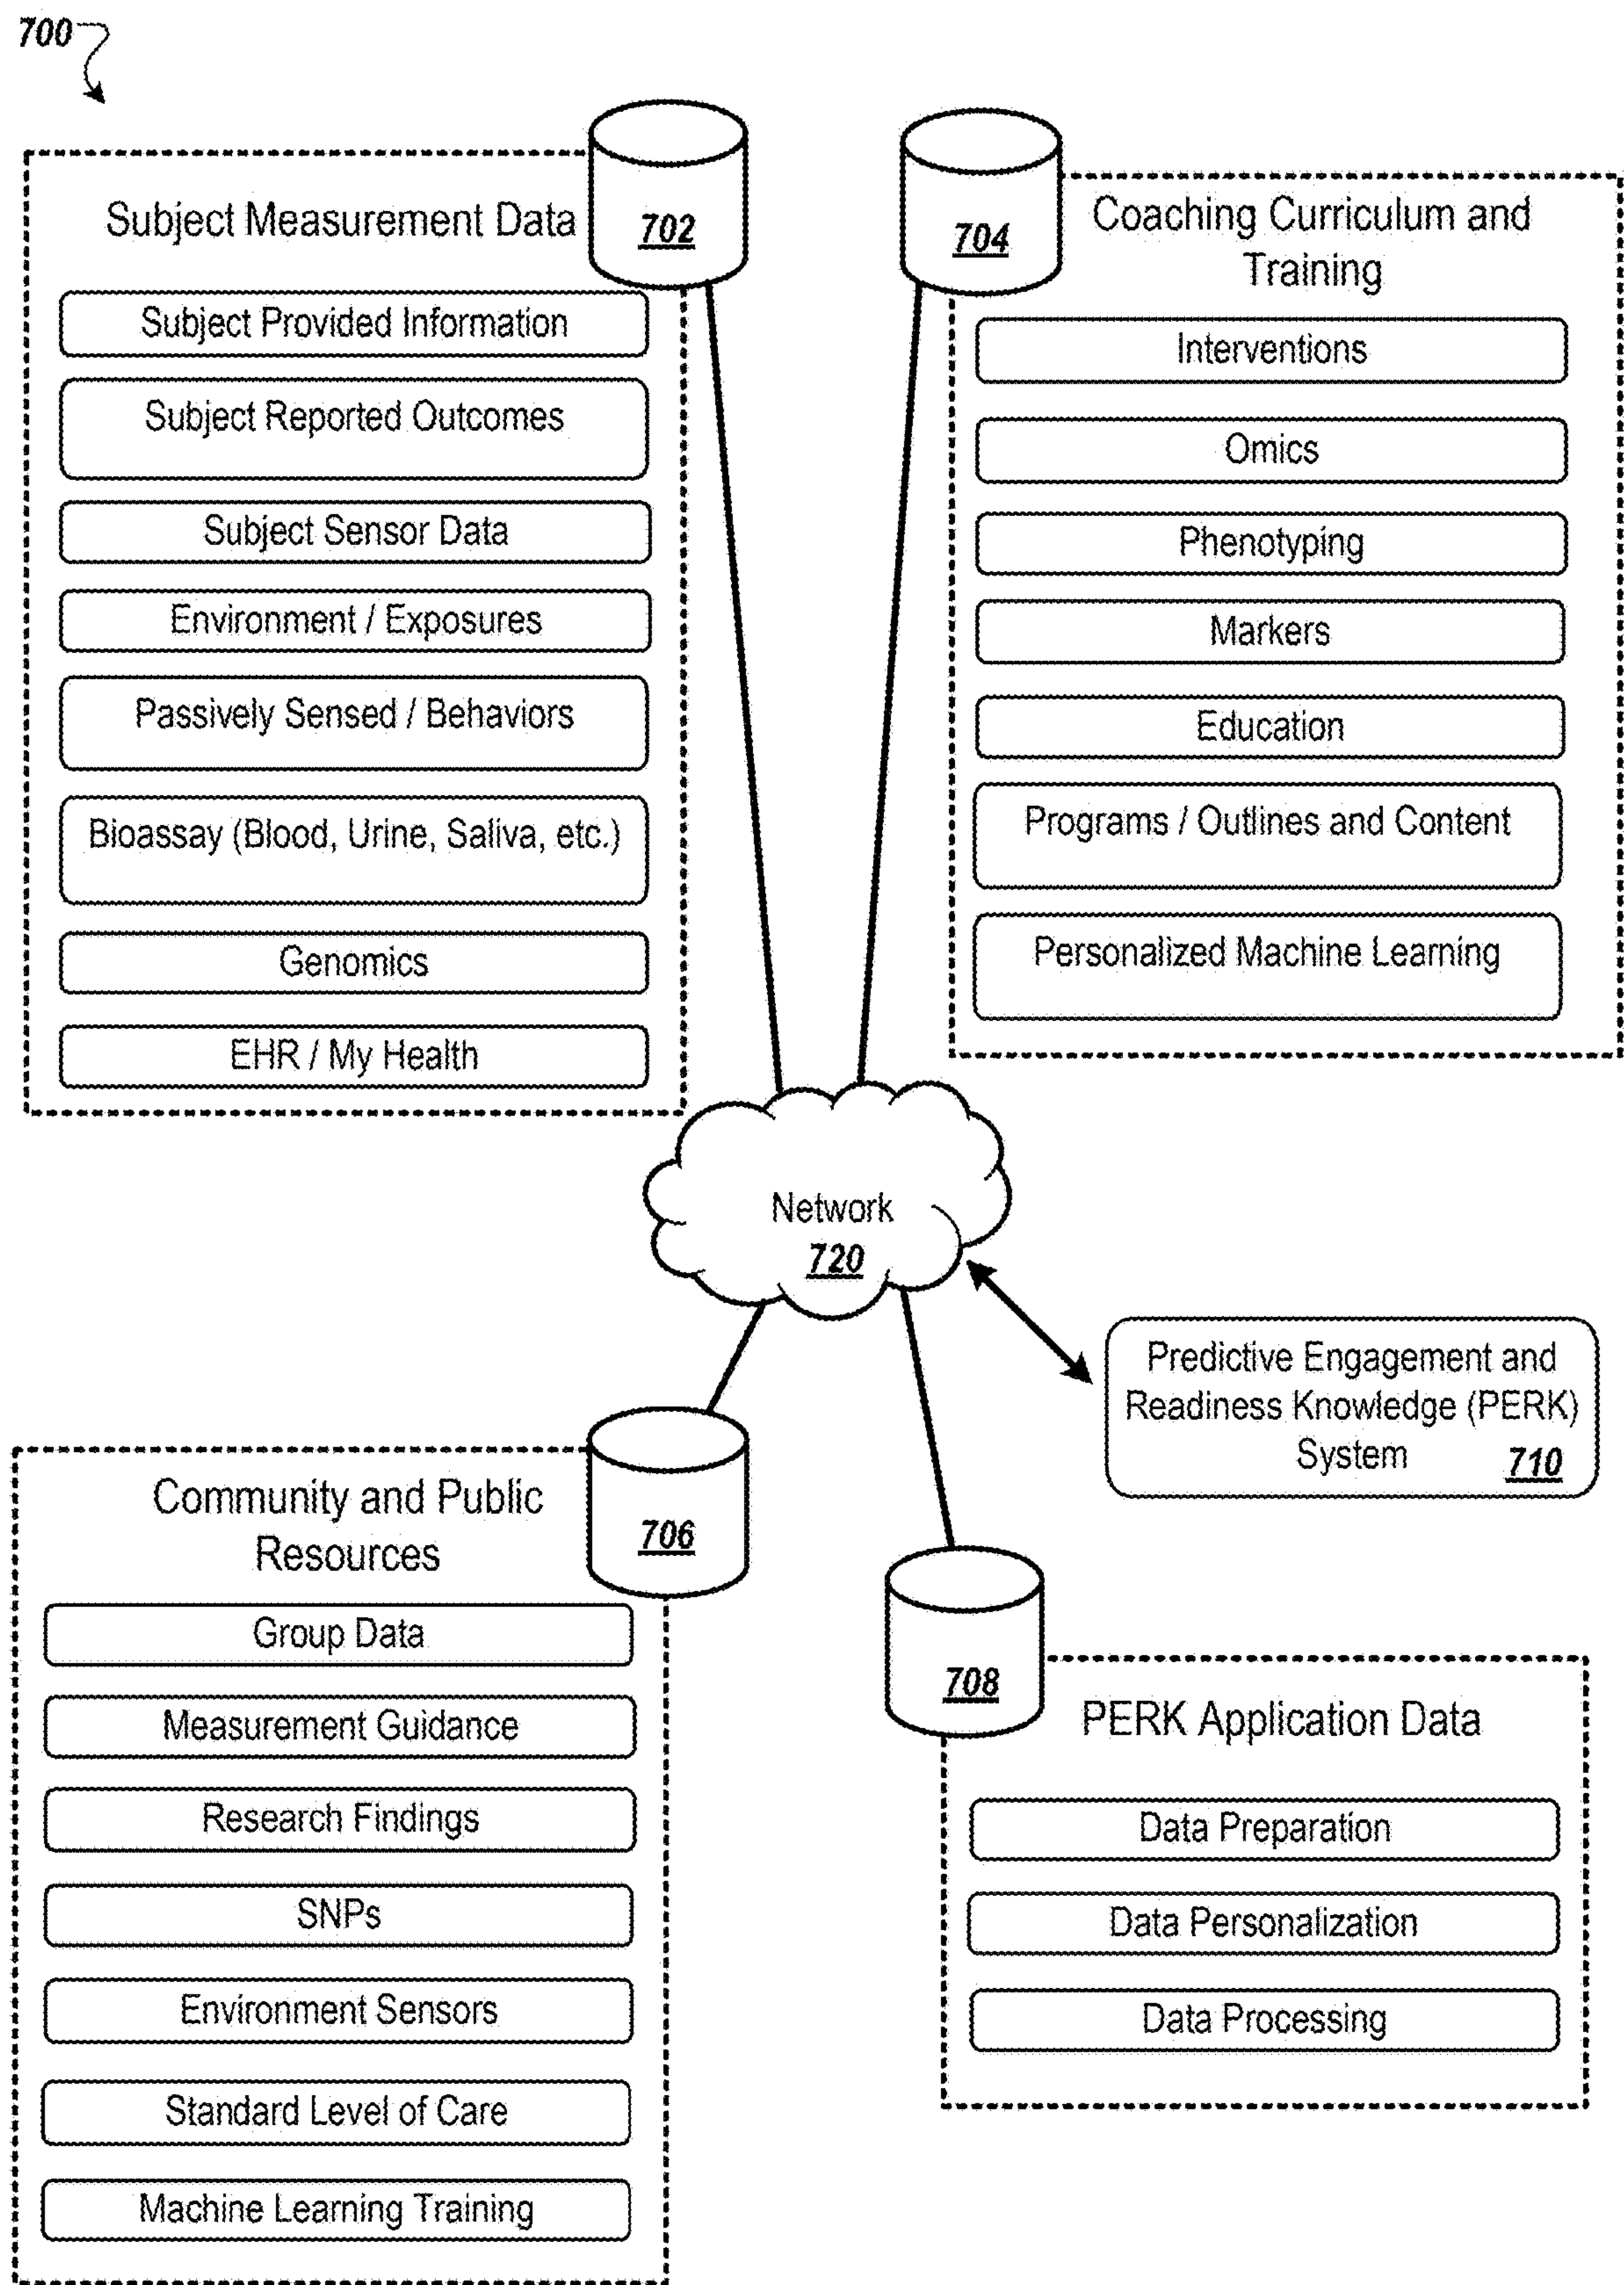 700
Subject Measurement Data
702
Subject Provided Information
Subject Reported Outcomes
Subject Sensor Data
Environment / Exposures
Passively Sensed / Behaviors
Bioassay (Blood, Urine, Saliva, etc.)
Genomics
EHR / My Health
704
Coaching Curriculum and
Training
Interventions
Omics
Phenotyping
Markers
Education
Programs / Outlines and Content
Personalized Machine Learning
Network
720
Predictive Engagement and
Readiness Knowledge (PERK)
System 710
Community and Public
Resources
706
Group Data
Measurement Guidance
Research Findings
SNPs
Environment Sensors
Standard Level of Care
Machine Learning Training
708
PERK Application Data
Data Preparation
Data Personalization
Data Processing